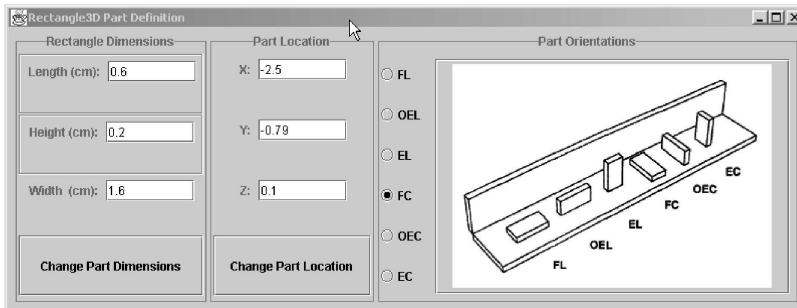 Rectangle3D Part Definition
Rectangle Dimensions
Length (cm): 0.6
Height (cm): 0.2
Width (cm): 1.6
Change Part Dimensions
Part Location
X: -2.5
Y: -0.79
Z: 0.1
Change Part Location
Part Orientations
FL
OEL
EL
FC
OEC
EC
FL
OEL
EL
FC
OEC
EC